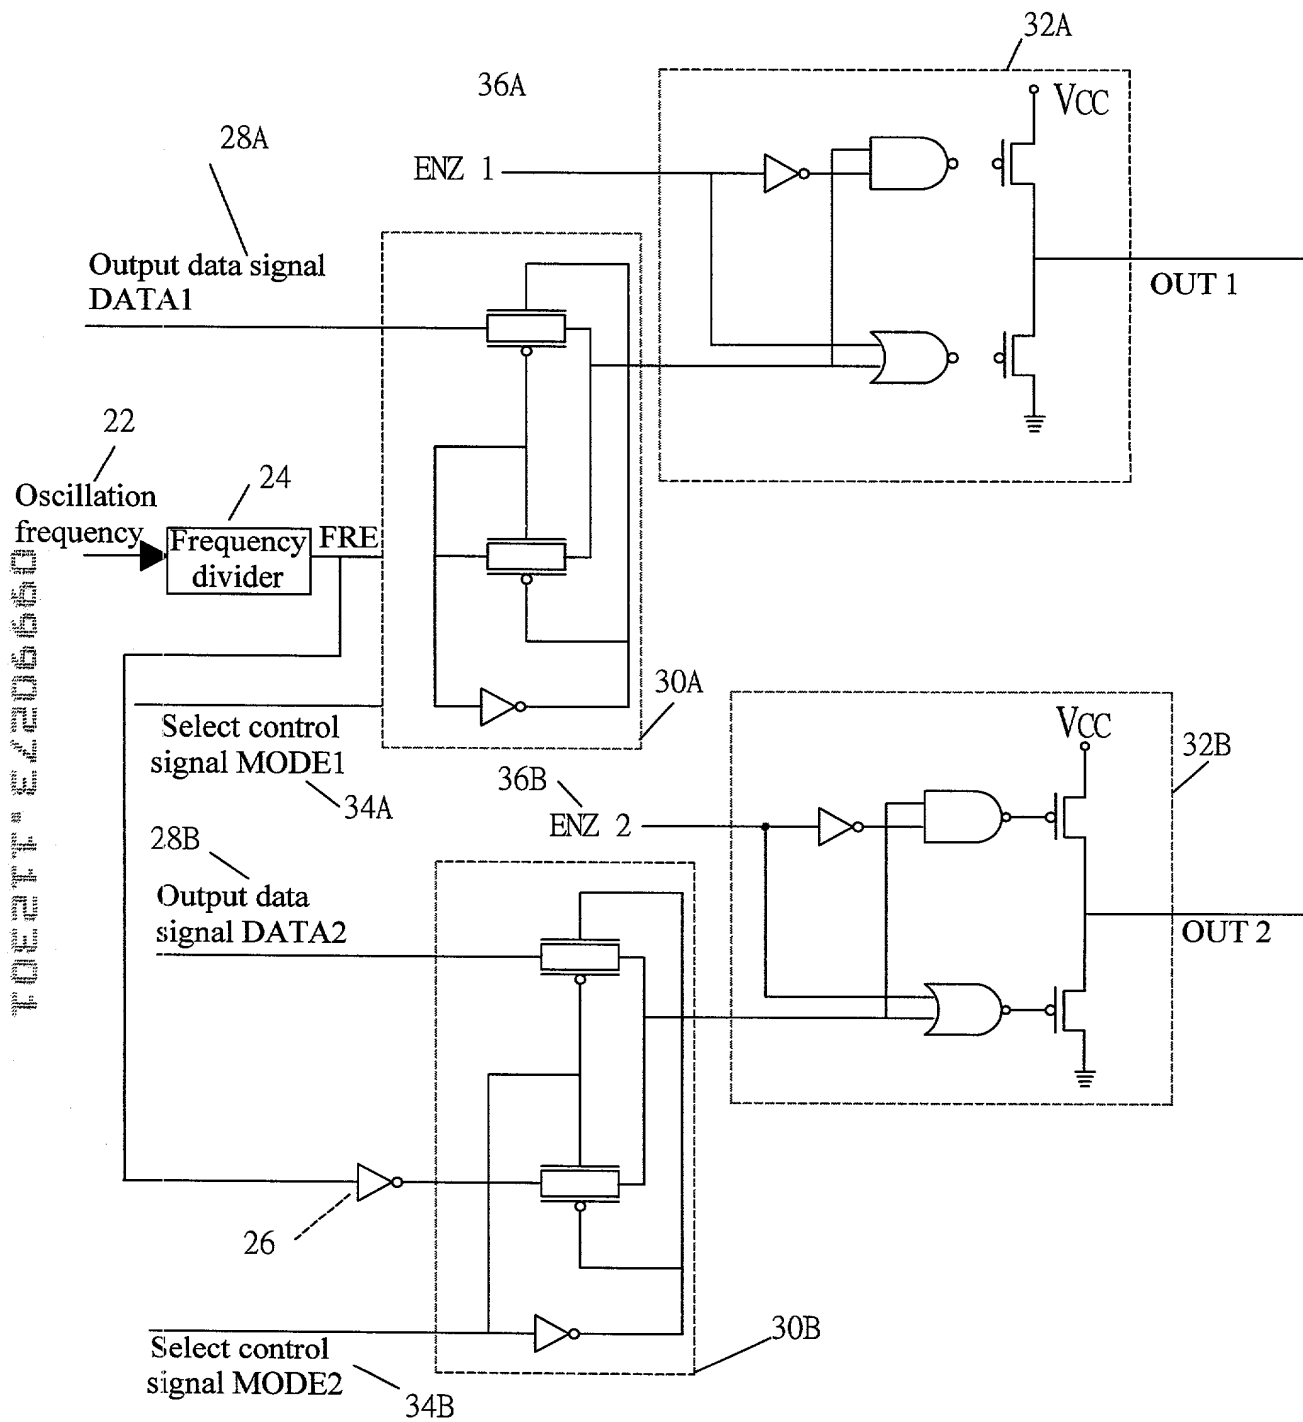 32A
36A
VCC
28A
ENZ 1
Output data signal
DATA1
OUT 1
22
24
Oscillation
frequency
Frequency
divider
FRE
30A
Select control
signal MODE1
34A
VCC
32B
36B
ENZ 2
28B
Output data
signal DATA2
OUT 2
26
30B
Select control
signal MODE2
34B
09992073.112301